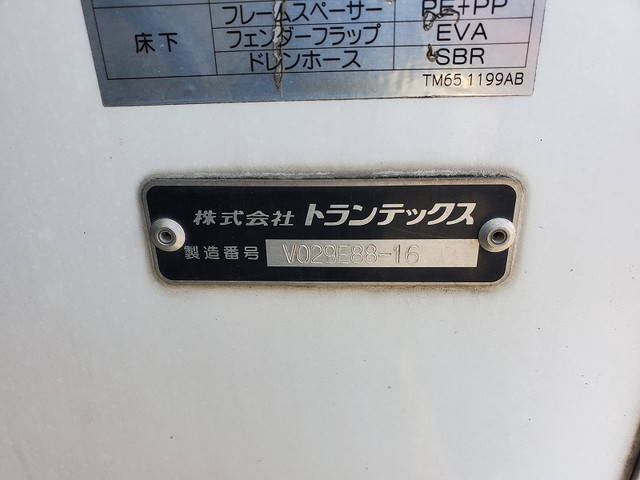 フレームスペーサー PE+PP
床下 フェンダーフラップ EVA
ドレンホース SBR
TM65 1199AB
株式会社 トランテックス
製造番号 V029E88-16